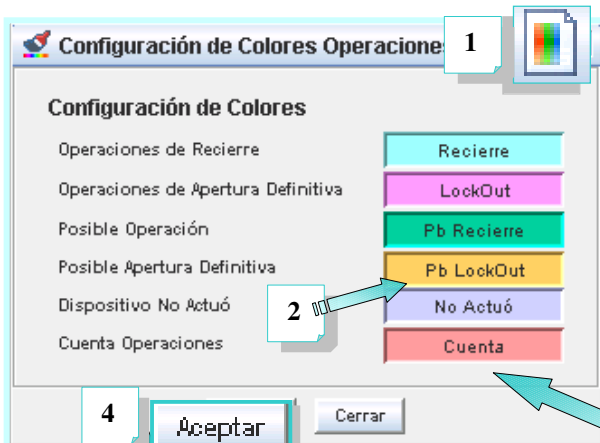 Configuración de Colores Operacione
1
Configuración de Colores
Operaciones de Recierre Recierre
Operaciones de Apertura Definitiva LockOut
Posible Operación Pb Recierre
Posible Apertura Definitiva Pb LockOut
2
Dispositivo No Actuó No Actuó
Cuenta Operaciones Cuenta
4
Aceptar
Cerrar